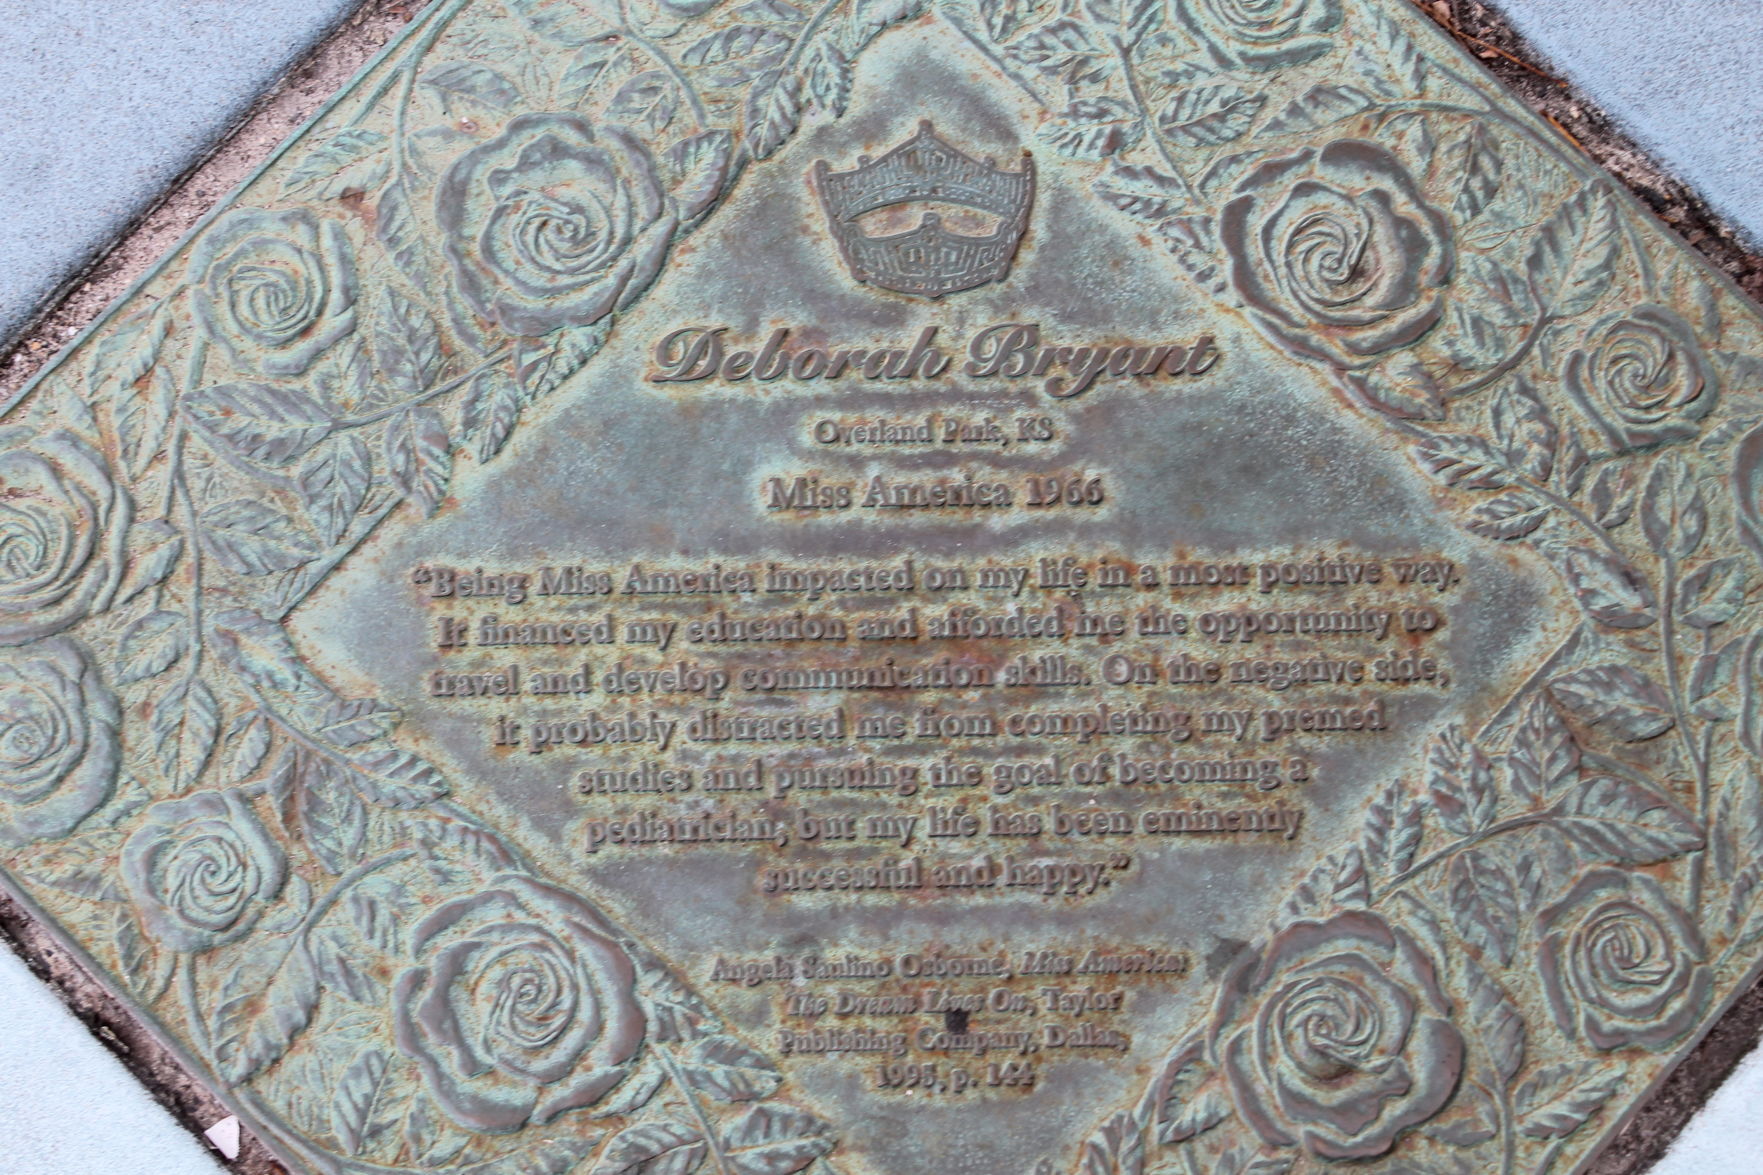 Deborah Bryant
Overland Park, KS
Miss America 1966
“Being Miss America impacted on my life in a most positive way.
It financed my education and afforded me the opportunity to
travel and develop communication skills. On the negative side,
it probably distracted me from completing my premed
studies and pursuing the goal of becoming a
pediatrician, but my life has been eminently
successful and happy.”
Angela Saulino Osborne, Miss America:
The Dream Lives On, Taylor
Publishing Company, Dallas,
1995, p. 144